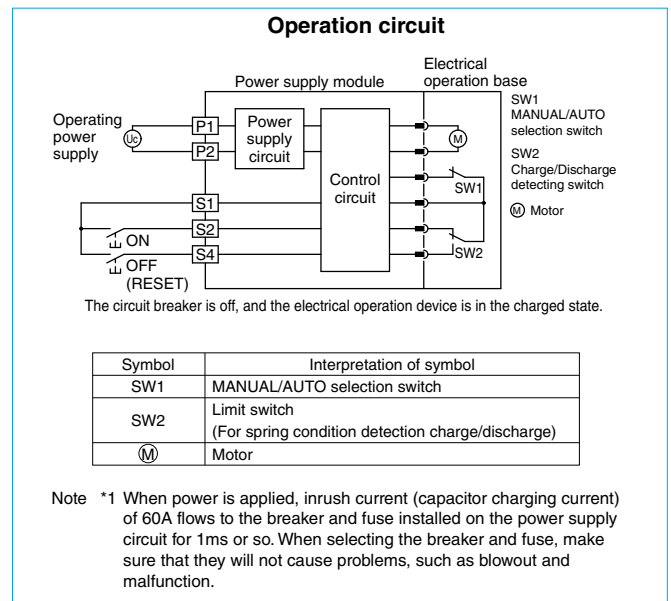 Operation circuit
Power supply module
Electrical
operation base
Operating
power
supply
Uc
P1
P2
Power
supply
circuit
Control
circuit
M
SW1
SW2
S1
S2
S4
ON
OFF
(RESET)
SW1
MANUAL/AUTO
selection switch
SW2
Charge/Discharge
detecting switch
M Motor
The circuit breaker is off, and the electrical operation device is in the charged state.
Symbol Interpretation of symbol
SW1 MANUAL/AUTO selection switch
SW2 Limit switch
(For spring condition detection charge/discharge)
M Motor
Note *1 When power is applied, inrush current (capacitor charging current)
of 60A flows to the breaker and fuse installed on the power supply
circuit for 1ms or so. When selecting the breaker and fuse, make
sure that they will not cause problems, such as blowout and
malfunction.